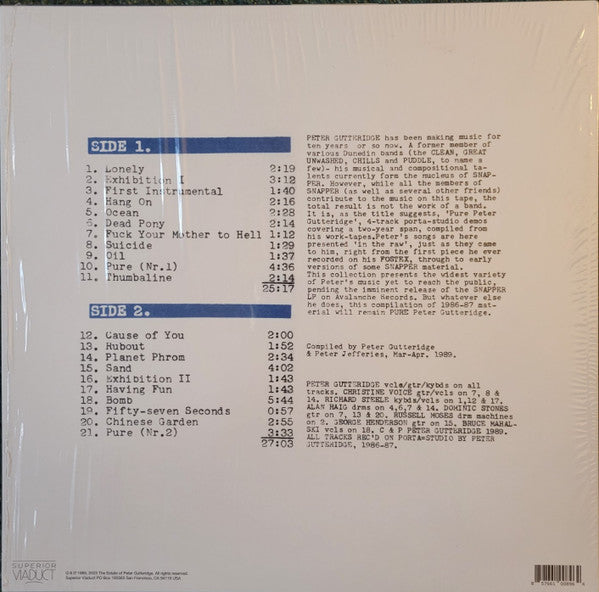 SIDE 1.
1. Lonely 2:19
2. Exhibition I 3:12
3. First Instrumental 1:40
4. Hang On 2:16
5. Ocean 2:28
6. Dead Pony 2:14
7. Fuck Your Mother to Hell 1:12
8. Suicide 1:29
9. Oil 1:37
10. Pure (Nr.1) 4:36
11. Thumbaline 2:14
25:17
SIDE 2.
12. Cause of You 2:00
13. Rubout 1:52
14. Planet Phrom 2:34
15. Sand 4:02
16. Exhibition II 1:43
17. Having Fun 1:43
18. Bomb 5:44
19. Fifty-seven Seconds 0:57
20. Chinese Garden 2:55
21. Pure (Nr.2) 3:33
27:03
PETER GUTTERIDGE has been making music for
ten years or so now. A former member of
various Dunedin bands (the CLEAN, GREAT
UNWASHED, CHILLS and PUDDLE, to name a
few)- his musical and compositional ta-
lents currently form the nucleus of SNAP-
PER. However, while all the members of
SNAPPER (as well as several other friends)
contribute to the music on this tape, the
total result is not the work of a band.
It is, as the title suggests, 'Pure Peter
Gutteridge', 4-track porta-studio demos
covering a two-year span, compiled from
his work-tapes.Peter's songs are here
presented 'in the raw', just as they came
to him, right from the first piece he ever
recorded on his FOSTEX, through to early
versions of some SNAPPER material.
This collection presents the widest variety
of Peter's music yet to reach the public,
pending the imminent release of the SNAPPER
LP on Avalanche Records. But whatever else
he does, this compilation of 1986-87 mat-
erial will remain PURE Peter Gutteridge.
Compiled by Peter Gutteridge
& Peter Jefferies, Mar-Apr. 1989.
PETER GUTTERIDGE vcls/gtr/kybds on all
tracks. CHRISTINE VOICE gtr/vcls on 7, 8 &
14. RICHARD STEELE kybds/vcls on 1,12 & 17.
ALAN HAIG drms on 4,6,7 & 14. DOMINIC STONES
gtr on 7, 13 & 20. RUSSELL MOSES drm machines
on 2. GEORGE HENDERSON gtr on 15. BRUCE MAHAL-
SKI vcls on 18. C & P PETER GUTTERIDGE 1989.
ALL TRACKS REC'D ON PORTA-STUDIO BY PETER
GUTTERIDGE, 1986-87.
SUPERIOR
VIADUCT
© & ℗ 1989, The Estate of Peter Gutteridge. All rights reserved.
Superior Viaduct PO Box San Francisco, CA USA